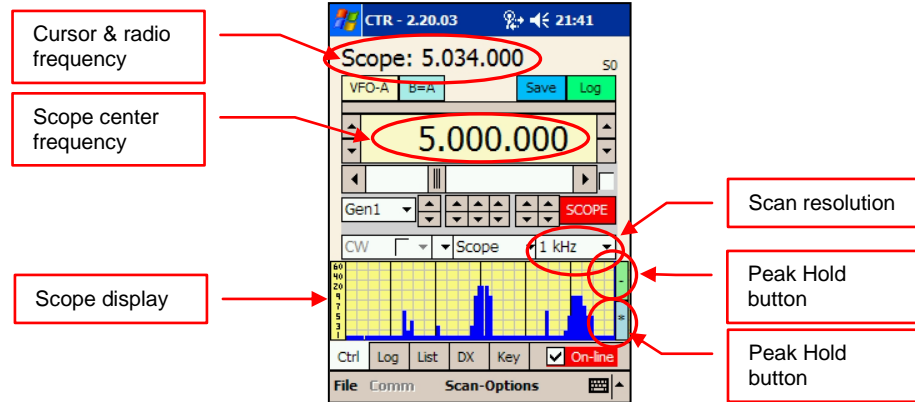 CTR - 2.20.03 21:41
Cursor & radio
frequency
Scope: 5.034.000
S0
VFO-A B=A Save Log
Scope center
frequency
5.000.000
Gen1 SCOPE
Scan resolution
CW Scope 1 kHz
60
40
20
9
7
5
3
1
-
*
Scope display
Peak Hold
button
Peak Hold
button
Ctrl Log List DX Key On-line
File Comm Scan-Options